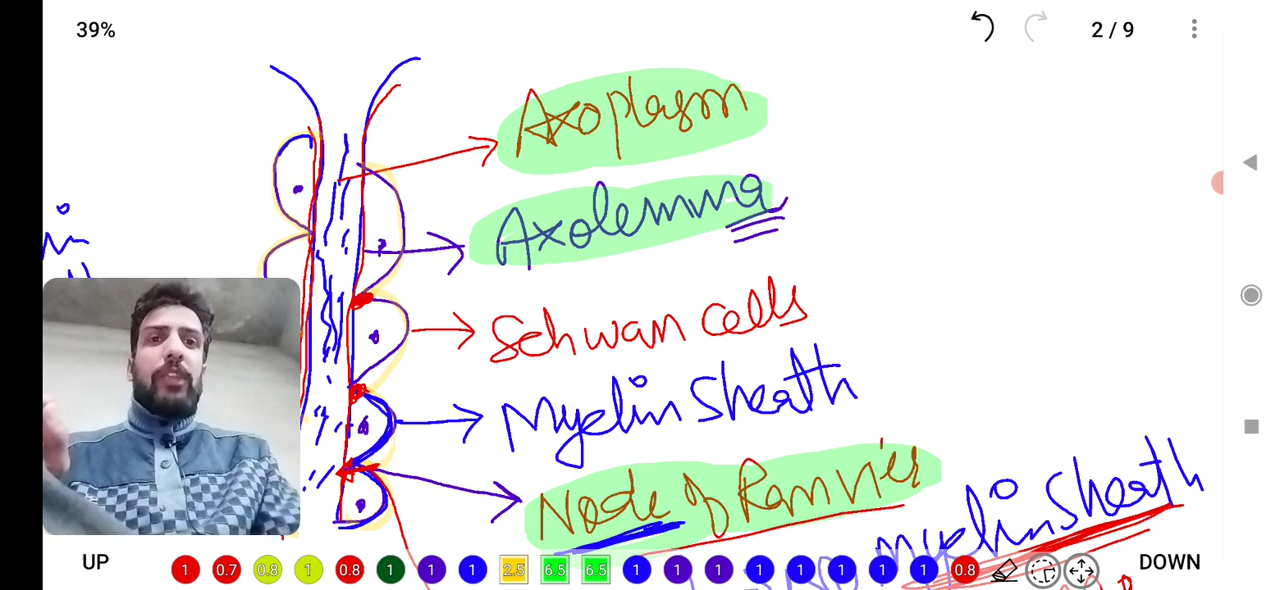 39%
2 / 9
Axoplasm
Axolemma
Schwan cells
Myelin Sheath
Node of Ranvier
myelin Sheath
UP
1 0.7 0.8 1 0.8 1 1 1 2.5 6.5 6.5 1 1 1 1 1 1 1 1 0.8
DOWN